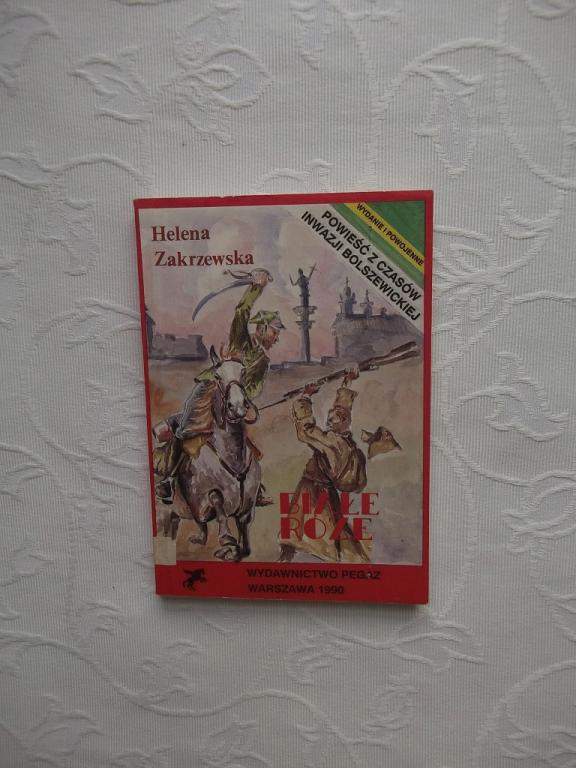 Helena
Zakrzewska
WYDANIE I POWOJENNE
POWIEŚĆ Z CZASÓW
INWAZJI BOLSZEWICKIEJ
BIAŁE
RÓŻE
WYDAWNICTWO PEGAZ
WARSZAWA 1990